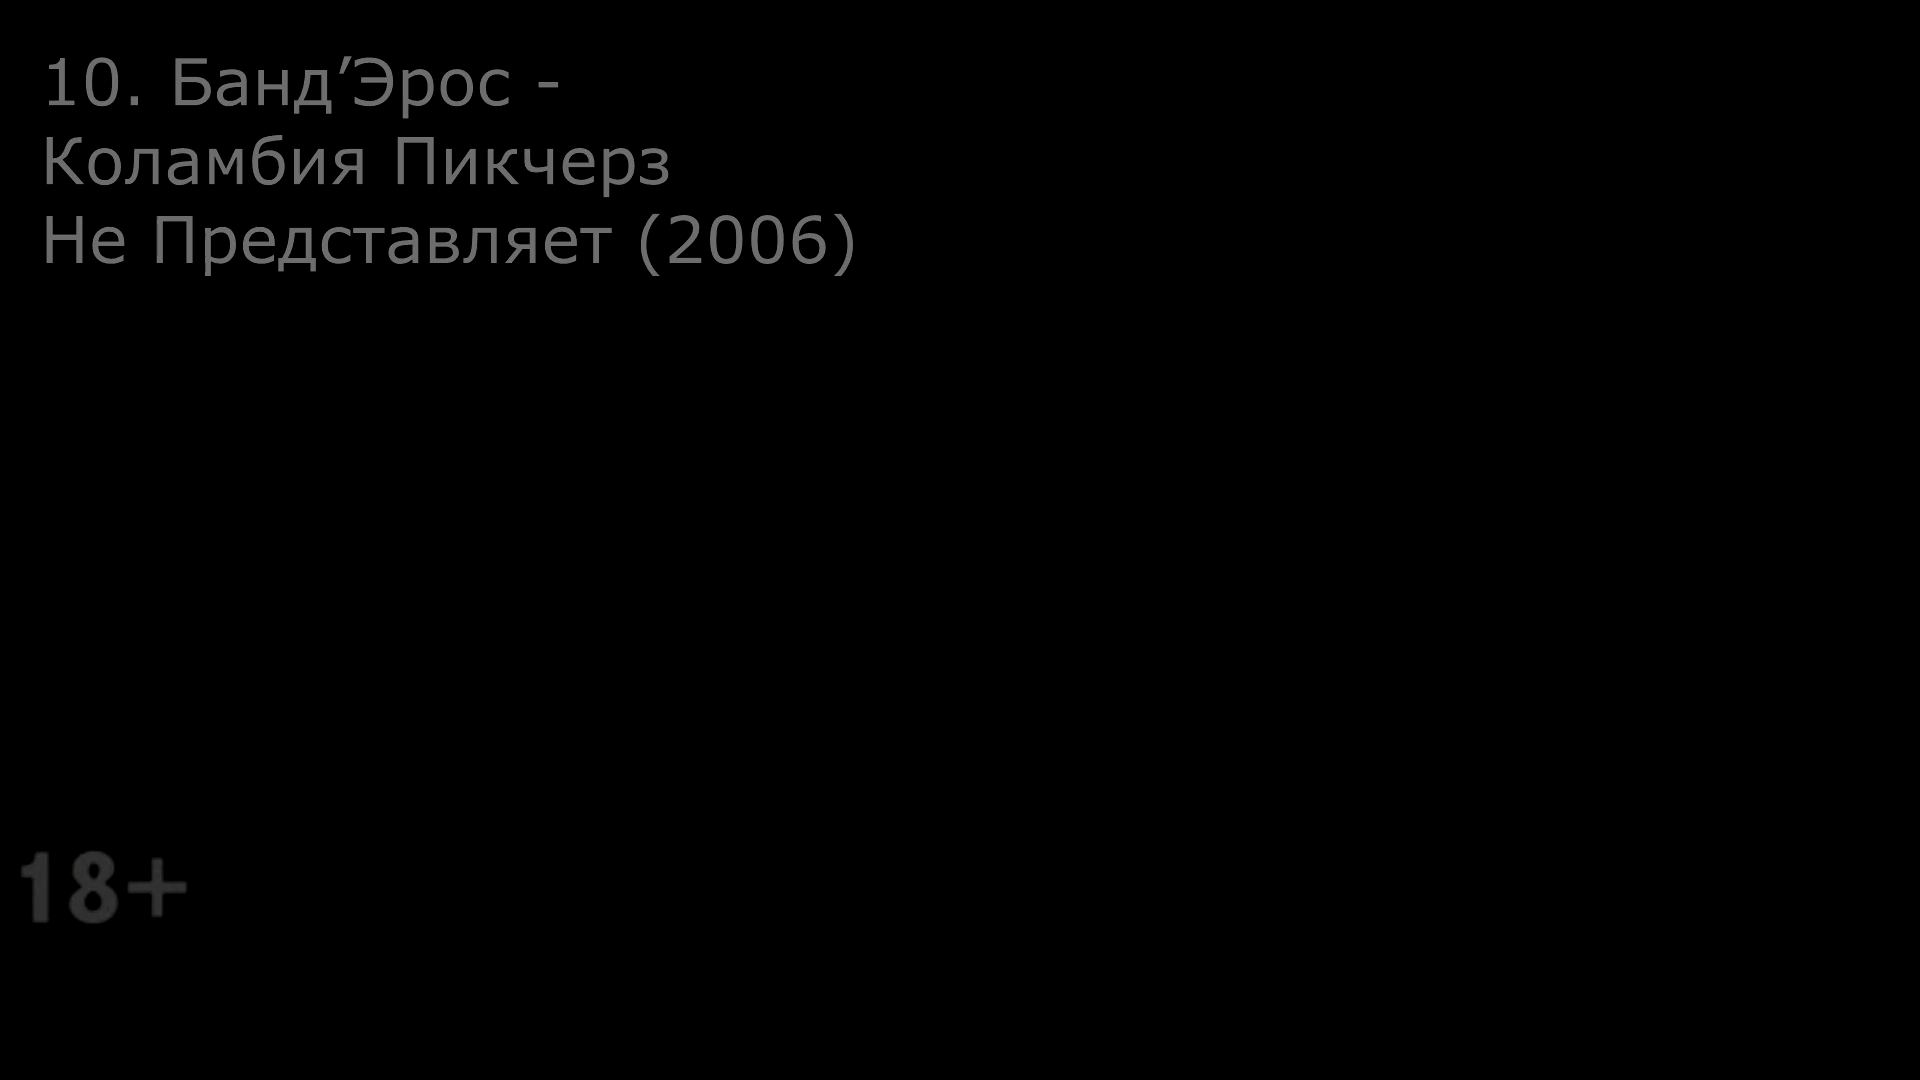 10. Банд’Эрос -
Коламбия Пикчерз
Не Представляет (2006)
18+